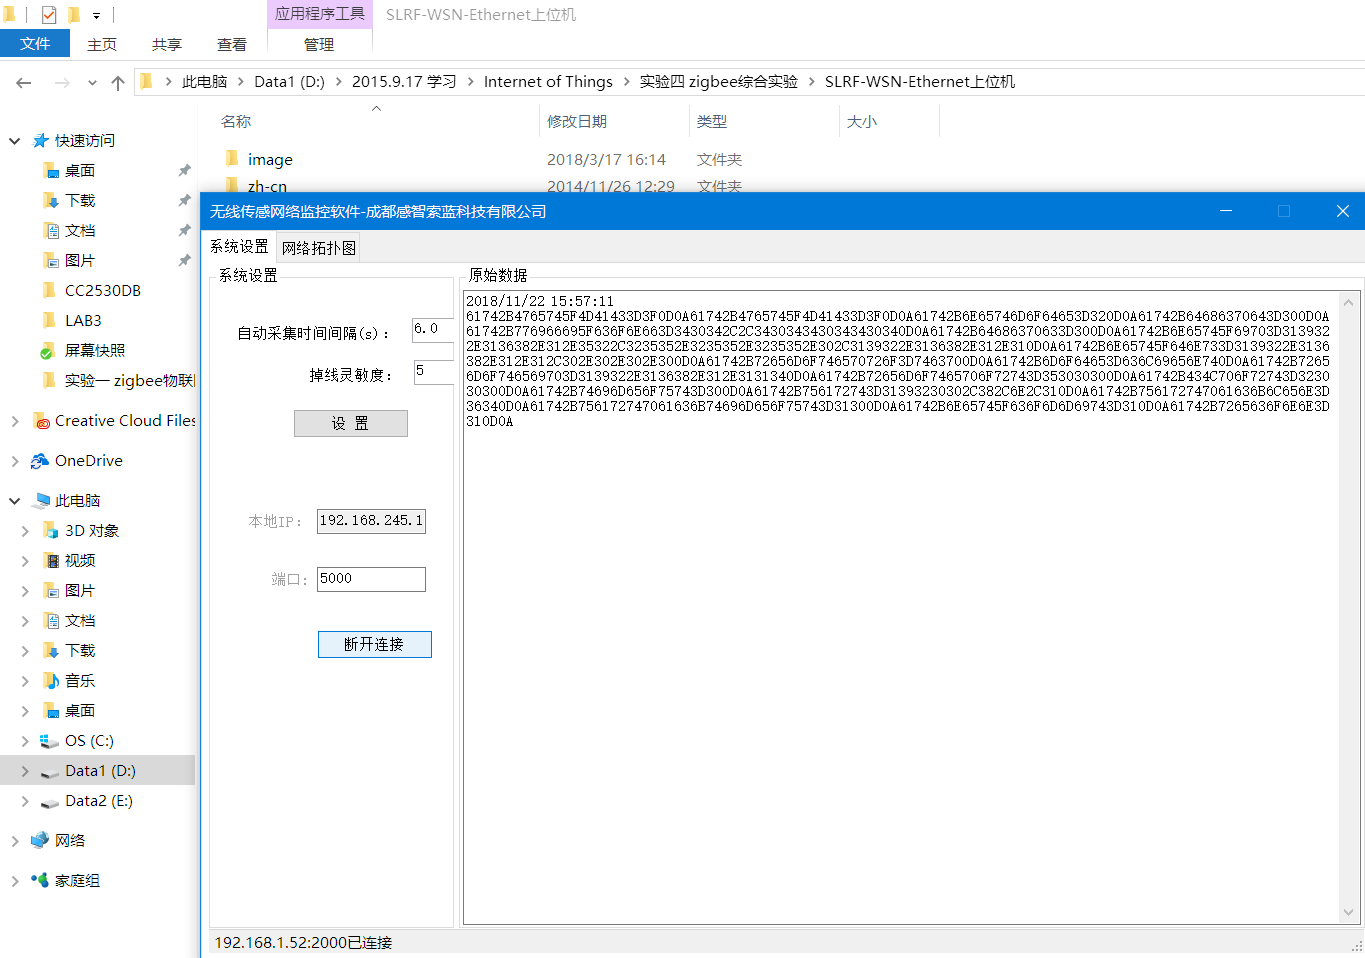 应用程序工具
SLRF-WSN-Ethernet上位机
文件
主页
共享
查看
管理
此电脑
Data1 (D:)
2015.9.17 学习
Internet of Things
实验四 zigbee综合实验
SLRF-WSN-Ethernet上位机
名称
修改日期
类型
大小
image
2018/3/17 16:14
文件夹
zh-cn
2014/11/26 12:29
文件夹
快速访问
桌面
下载
文档
图片
CC2530DB
LAB3
屏幕快照
实验一 zigbee物联
Creative Cloud Files
OneDrive
此电脑
3D 对象
视频
图片
文档
下载
音乐
桌面
OS (C:)
Data1 (D:)
Data2 (E:)
网络
家庭组
无线传感网络监控软件-成都感智索蓝科技有限公司
系统设置
网络拓扑图
系统设置
自动采集时间间隔(s)：
6.0
掉线灵敏度：
5
设 置
本地IP：
192.168.245.1
端口：
5000
断开连接
原始数据
2018/11/22 15:57:11
61742B4765745F4D41433D3F0D0A61742B4765745F4D41433D3F0D0A61742B6E65746D6F64653D320D0A61742B64686370643D300D0A
61742B776966695F636F6E663D3430342C2C3430343430343430340D0A61742B64686370633D300D0A61742B6E65745F69703D3139322
2E3136382E312E35322C3235352E3235352E3235352E302C3139322E3136382E312E310D0A61742B6E65745F646E733D3139322E3136
382E312E312C302E302E302E300D0A61742B72656D6F746570726F3D7463700D0A61742B6D6F64653D636C69656E740D0A61742B7265
6D6F746569703D3139322E3136382E312E3131340D0A61742B72656D6F7465706F72743D353030300D0A61742B434C706F72743D3230
30300D0A61742B74696D656F75743D300D0A61742B756172743D31393230302C382C6E2C310D0A61742B756172747061636B6C656E3D
36340D0A61742B756172747061636B74696D656F75743D31300D0A61742B6E65745F636F6D6D69743D310D0A61742B7265636F6E6E3D
310D0A
192.168.1.52:2000已连接